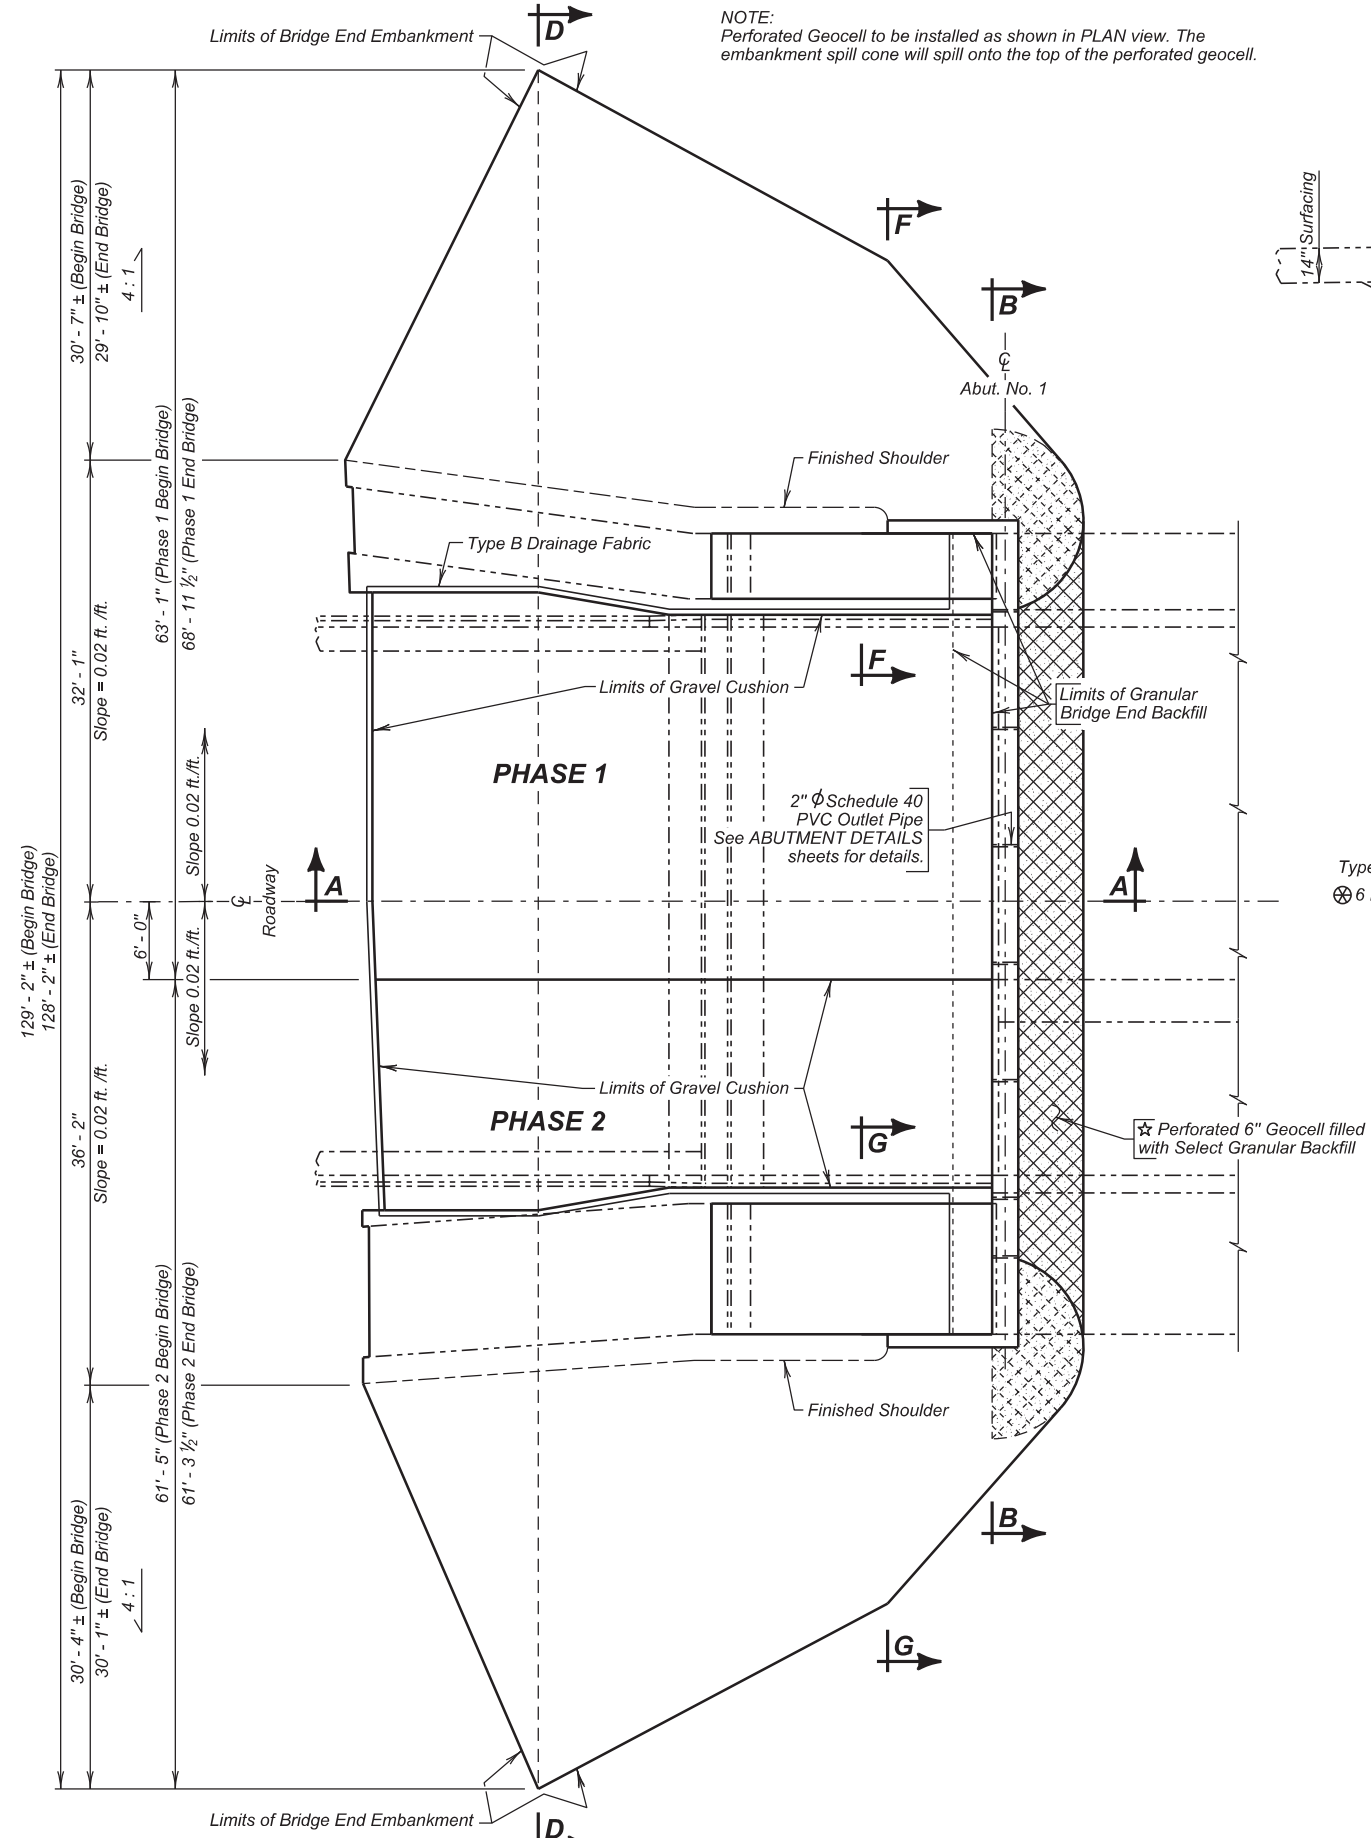 NOTE:
Perforated Geocell to be installed as shown in PLAN view. The
embankment spill cone will spill onto the top of the perforated geocell.
Limits of Bridge End Embankment
D
F
B
℄
Abut. No. 1
14" Surfacing
30' - 7" ± (Begin Bridge)
29' - 10" ± (End Bridge)
4 : 1
63' - 1" (Phase 1 Begin Bridge)
68' - 11 ½" (Phase 1 End Bridge)
Finished Shoulder
Type B Drainage Fabric
32' - 1"
Slope = 0.02 ft. /ft.
Limits of Gravel Cushion
F
Limits of Granular
Bridge End Backfill
PHASE 1
2" ϕ Schedule 40
PVC Outlet Pipe
See ABUTMENT DETAILS
sheets for details.
Slope 0.02 ft./ft.
129' - 2" ± (Begin Bridge)
128' - 2" ± (End Bridge)
℄
Roadway
A
A
Type
6
6' - 0"
Slope 0.02 ft./ft.
36' - 2"
Slope = 0.02 ft. /ft.
Limits of Gravel Cushion
PHASE 2
G
☆ Perforated 6" Geocell filled
with Select Granular Backfill
61' - 5" (Phase 2 Begin Bridge)
61' - 3 ½" (Phase 2 End Bridge)
Finished Shoulder
B
30' - 4" ± (Begin Bridge)
30' - 1" ± (End Bridge)
4 : 1
G
Limits of Bridge End Embankment
D